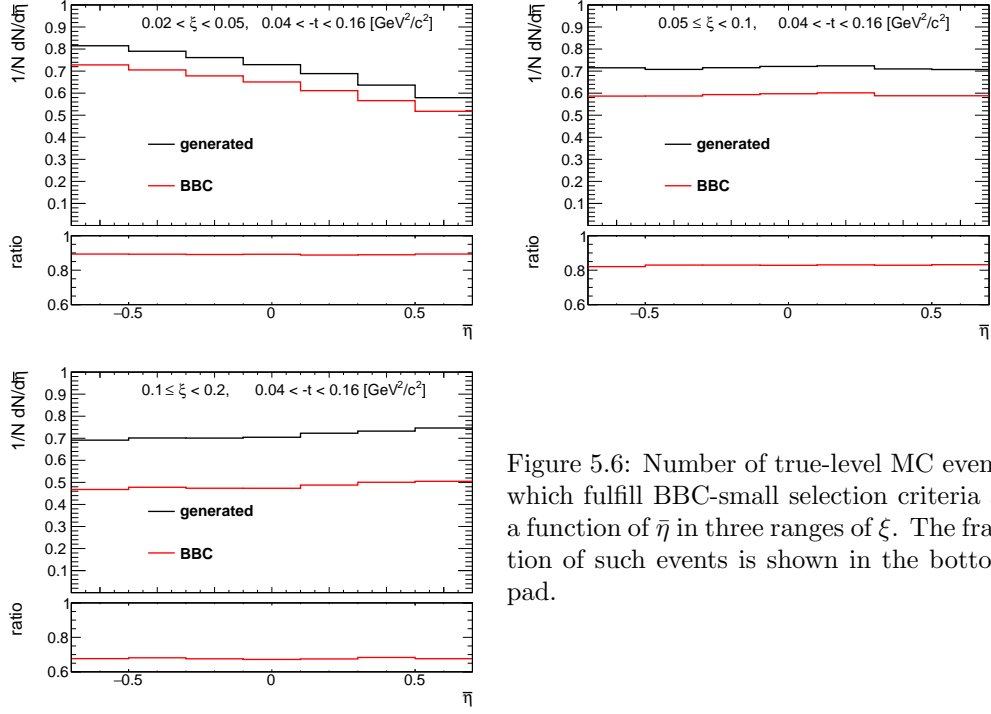 0.02 < ξ < 0.05, 0.04 < -t < 0.16 [GeV²/c²]
1/N dN/dη̄
1
0.9
0.8
0.7
0.6
0.5
0.4
0.3
0.2
0.1
generated
BBC
ratio
1
0.8
0.6
−0.5
0
0.5
η̄
0.05 ≤ ξ < 0.1, 0.04 < -t < 0.16 [GeV²/c²]
1/N dN/dη̄
1
0.9
0.8
0.7
0.6
0.5
0.4
0.3
0.2
0.1
generated
BBC
ratio
1
0.8
0.6
−0.5
0
0.5
η̄
0.1 ≤ ξ < 0.2, 0.04 < -t < 0.16 [GeV²/c²]
1/N dN/dη̄
1
0.9
0.8
0.7
0.6
0.5
0.4
0.3
0.2
0.1
generated
BBC
ratio
1
0.8
0.6
−0.5
0
0.5
η̄
Figure 5.6: Number of true-level MC even
which fulfill BBC-small selection criteria
a function of η̄ in three ranges of ξ. The fra
tion of such events is shown in the botto
pad.